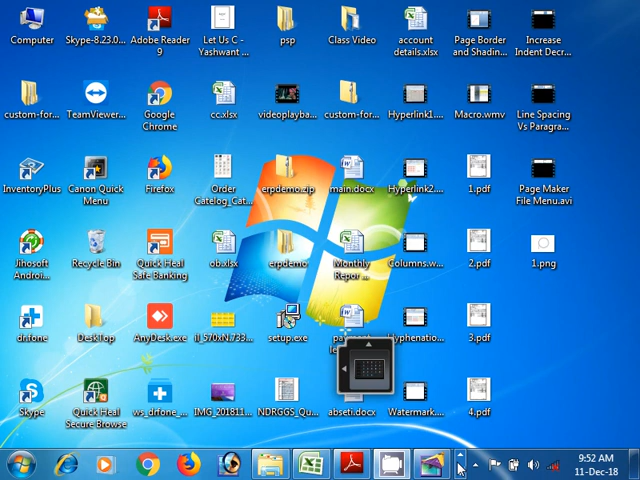 Computer
Skype-8.23.0...
Adobe Reader
9
Let Us C -
Yashwant ...
psp
Class Video
account
details.xlsx
Page Border
and Shadin...
Increase
Indent Decr...
custom-for...
TeamViewer...
Google
Chrome
cc.xlsx
videoplayba...
custom-for...
Hyperlink1....
Macro.wmv
Line Spacing
Vs Paragra...
InventoryPlus
Canon Quick
Menu
Firefox
Order
Catelog_Cat...
erpdemo.zip
main.docx
Hyperlink2....
1.pdf
Page Maker
File Menu.avi
Jihosoft
Androi...
Recycle Bin
Quick Heal
Safe Banking
ob.xlsx
erpdemo
Monthly
Repor ...
Columns.w...
2.pdf
1.png
drfone
DeskTop
AnyDesk.exe
il_570xN.733...
setup.exe
Hyphenatio...
3.pdf
Skype
Quick Heal
Secure Browse
ws_drfone_...
IMG_201811...
NDRGGS_Qu...
abseti.docx
Watermark....
4.pdf
9:52 AM
11-Dec-18